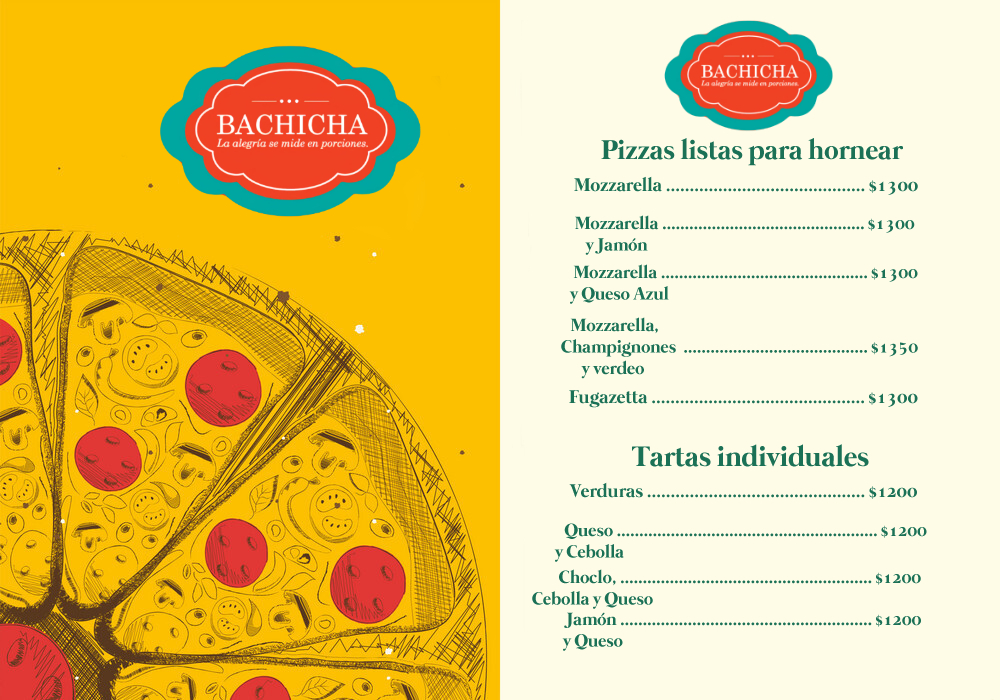 BACHICHA
La alegría se mide en porciones.
BACHICHA
La alegría se mide en porciones.
Pizzas listas para hornear
Mozzarella .......................................... $1300
Mozzarella ........................................... $1300
y Jamón
Mozzarella ............................................ $1300
y Queso Azul
Mozzarella,
Champignones ....................................... $1350
y verdeo
Fugazetta ............................................. $1300
Tartas individuales
Verduras .............................................. $1200
Queso ....................................................... $1200
y Cebolla
Choclo, ..................................................... $1200
Cebolla y Queso
Jamón ..................................................... $1200
y Queso